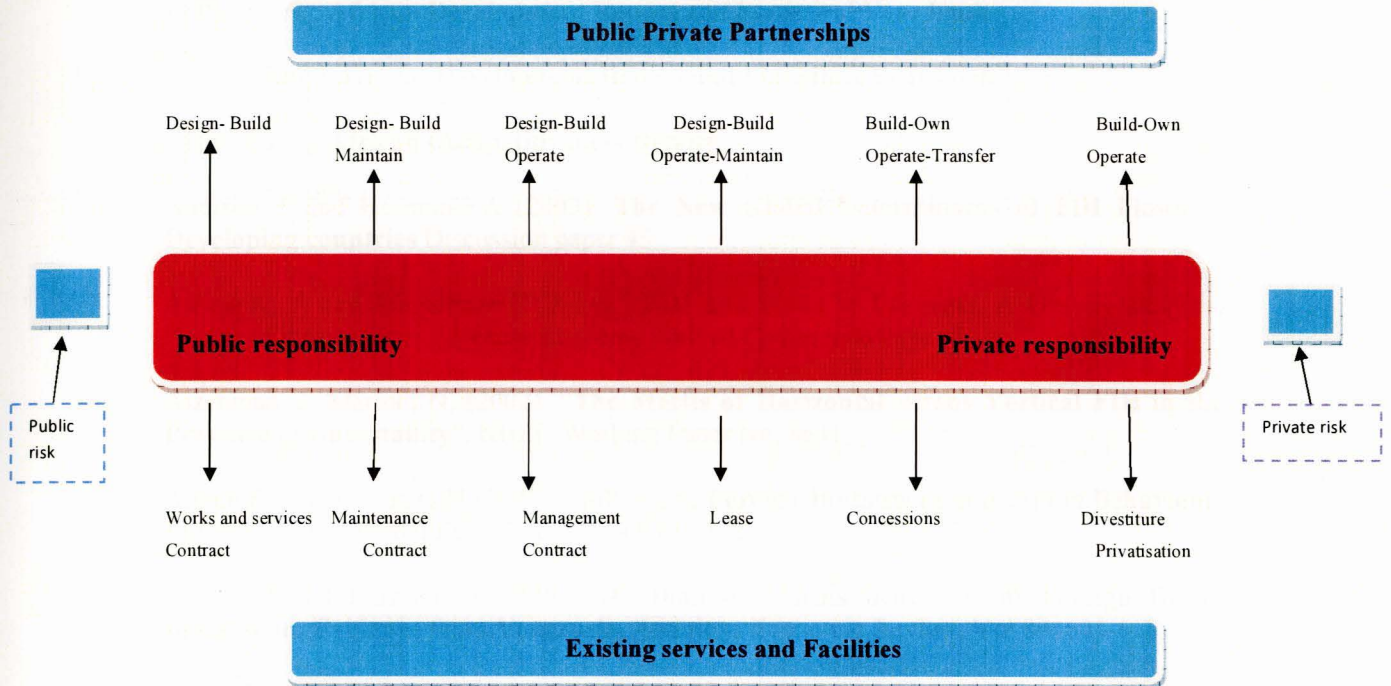 Public Private Partnerships
Design- Build
Design- Build
Maintain
Design-Build
Operate
Design-Build
Operate-Maintain
Build-Own
Operate-Transfer
Build-Own
Operate
Public responsibility
Private responsibility
Public
risk
Private risk
Works and services
Contract
Maintenance
Contract
Management
Contract
Lease
Concessions
Divestiture
Privatisation
Existing services and Facilities